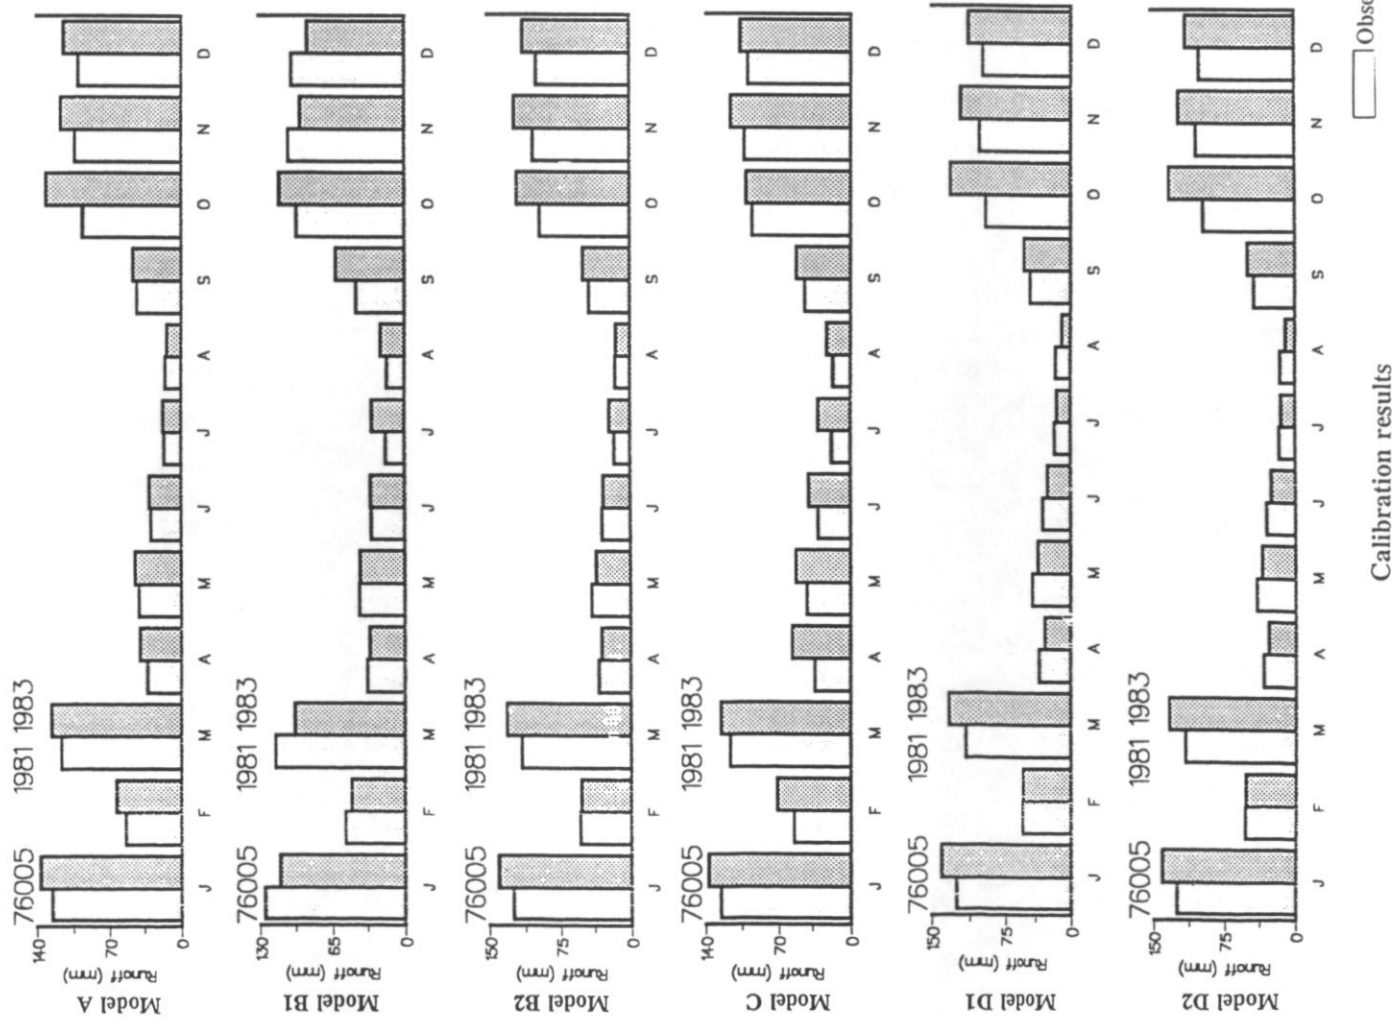 Model A
Runoff (mm)
140
70
0
76005 1981 1983
J F M A M J J A S O N D
Model B1
Runoff (mm)
130
65
0
76005 1981 1983
J F M A M J J A S O N D
Model B2
Runoff (mm)
150
75
0
76005 1981 1983
J F M A M J J A S O N D
Model C
Runoff (mm)
140
70
0
76005 1981 1983
J F M A M J J A S O N D
Model D1
Runoff (mm)
150
75
0
76005 1981 1983
J F M A M J J A S O N D
Model D2
Runoff (mm)
150
75
0
76005 1981 1983
J F M A M J J A S O N D
Obse
Calibration results